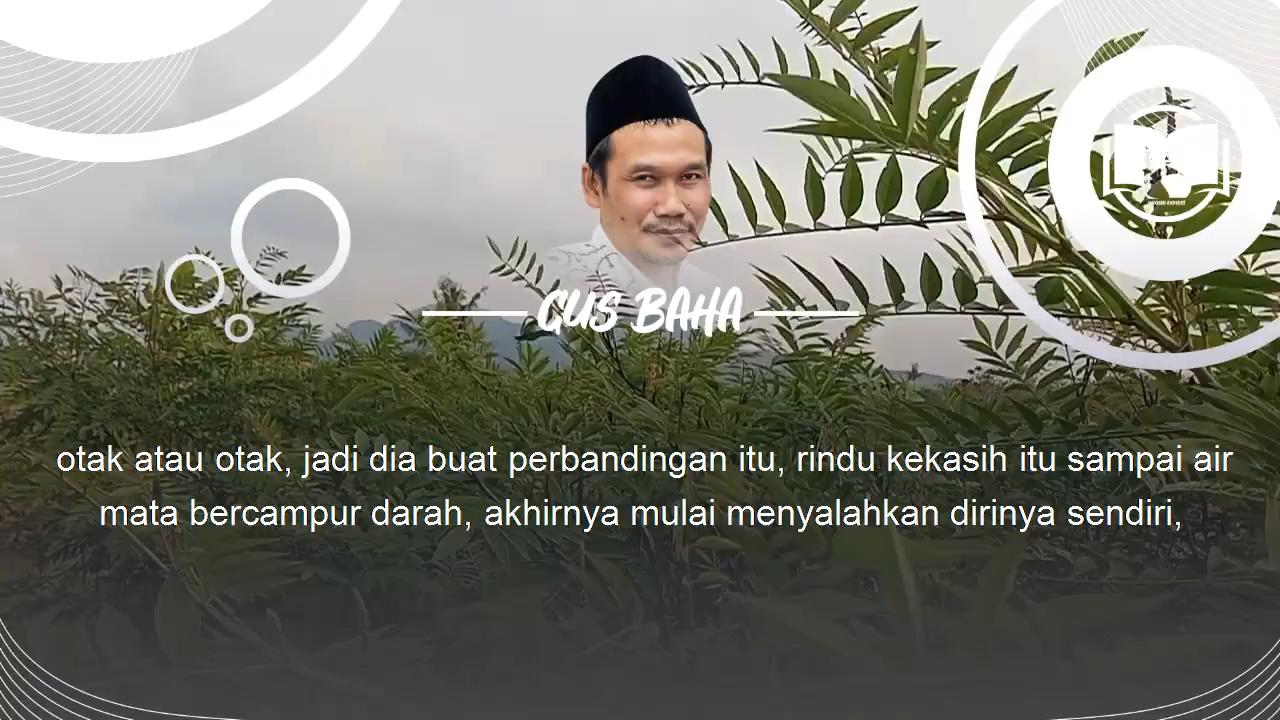 GUS BAHA
otak atau otak, jadi dia buat perbandingan itu, rindu kekasih itu sampai air
mata bercampur darah, akhirnya mulai menyalahkan dirinya sendiri,